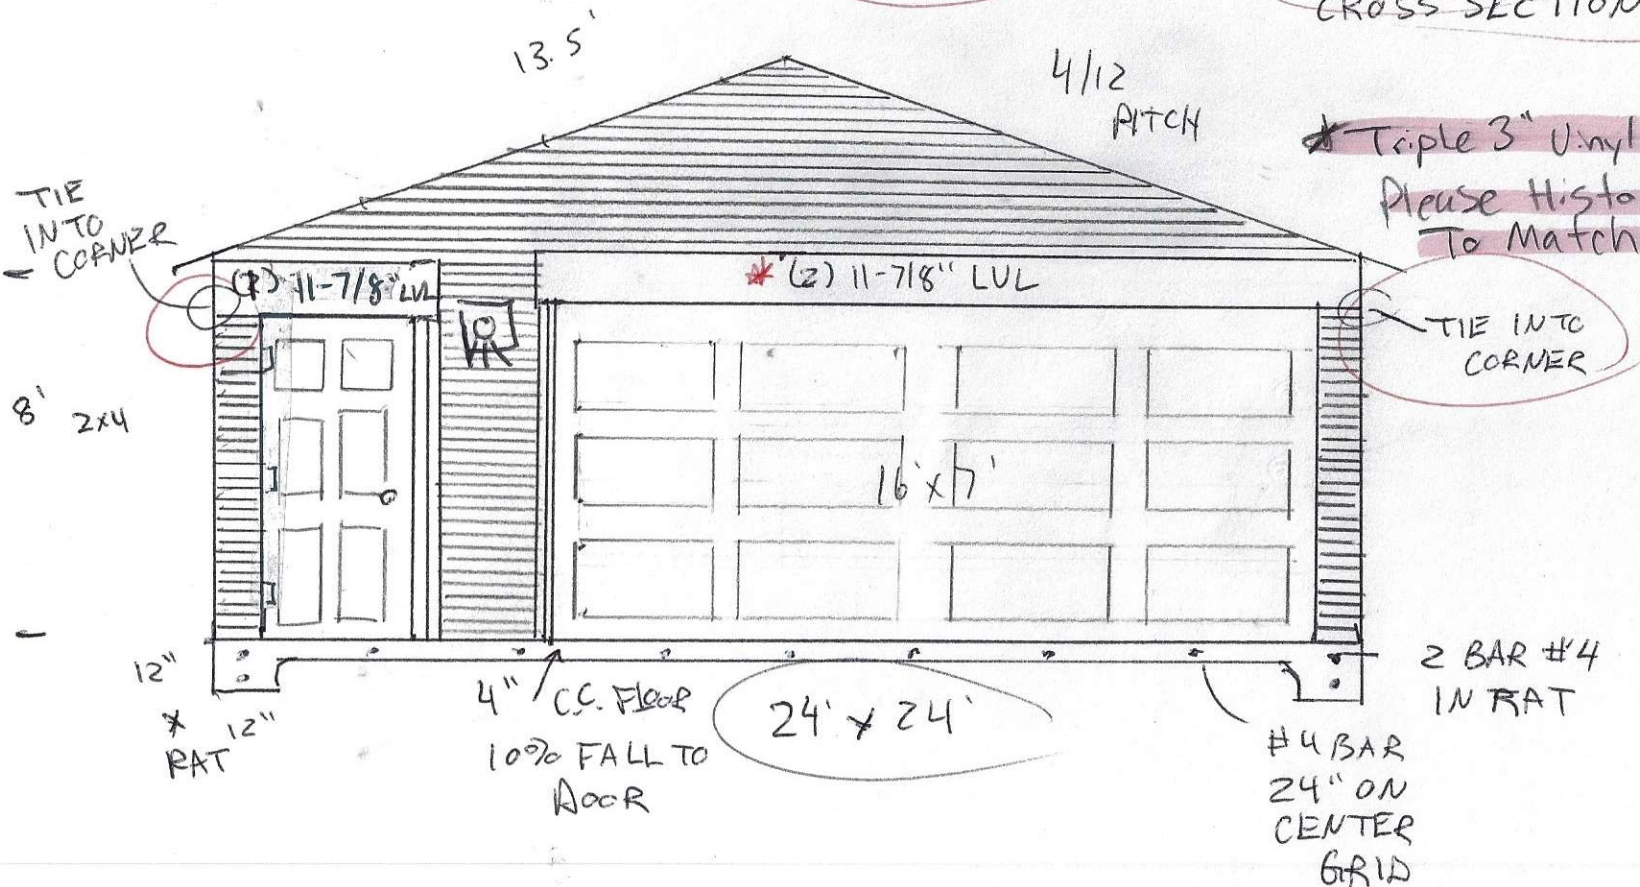 CROSS SECTION
13.5'
4/12
PITCH
* Triple 3" Vinyl
Please Histo
To Match
TIE
INTO
CORNER
11-7/8" LVL
* (2) 11-7/8" LVL
TIE INTO
CORNER
8' 2x4
16'x7'
12"
x
12"
RAT
4" C.C. Floor
10% FALL TO
DOOR
24' x 24'
2 BAR #4
IN RAT
#4 BAR
24" ON
CENTER
GRID